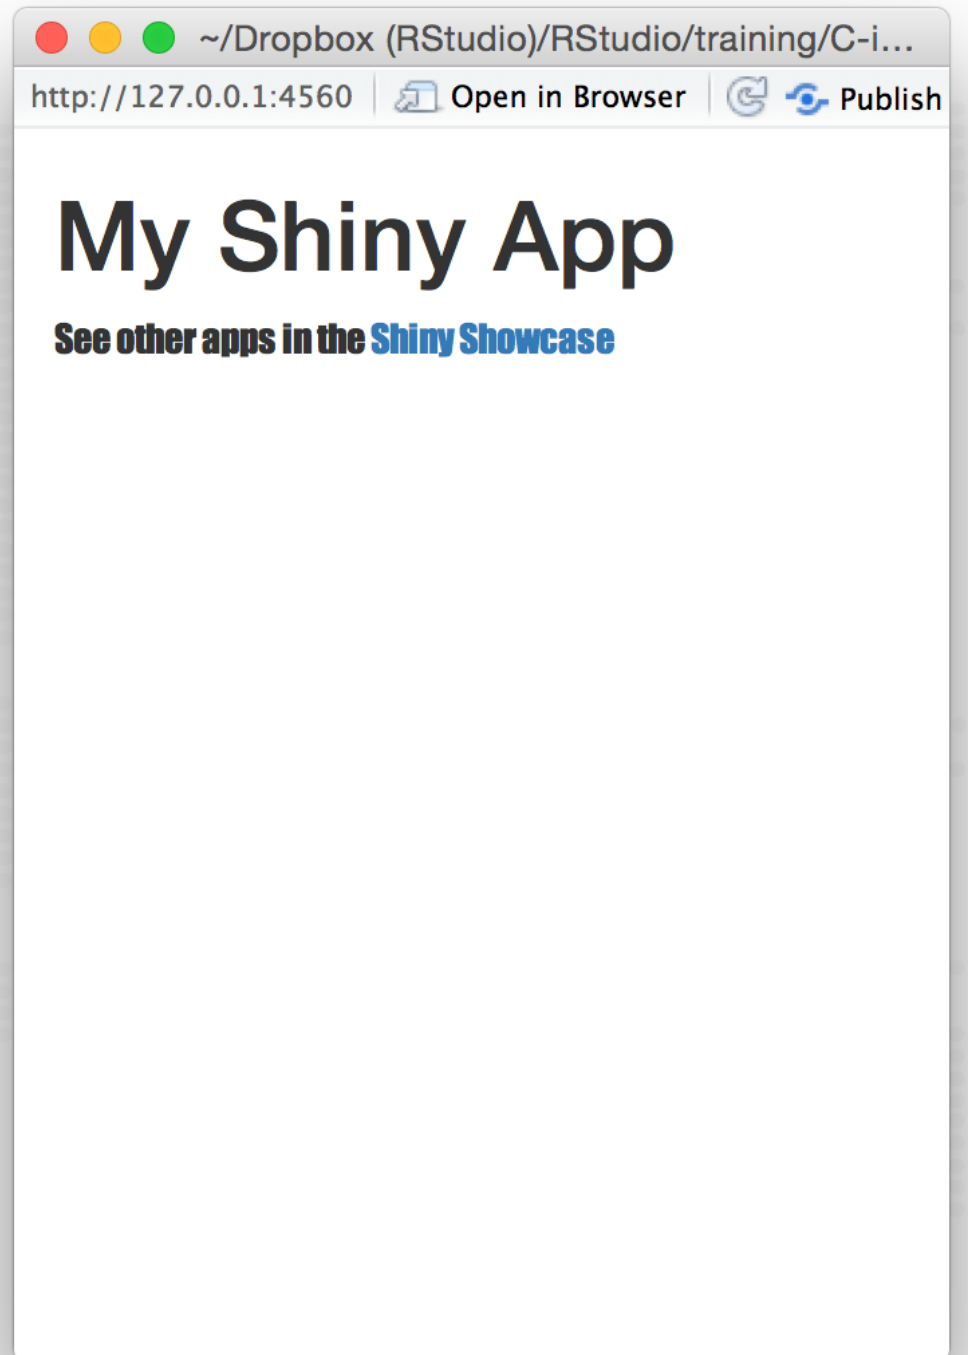 ~/Dropbox (RStudio)/RStudio/training/C-i...
http://127.0.0.1:4560 Open in Browser Publish
My Shiny App
See other apps in the Shiny Showcase